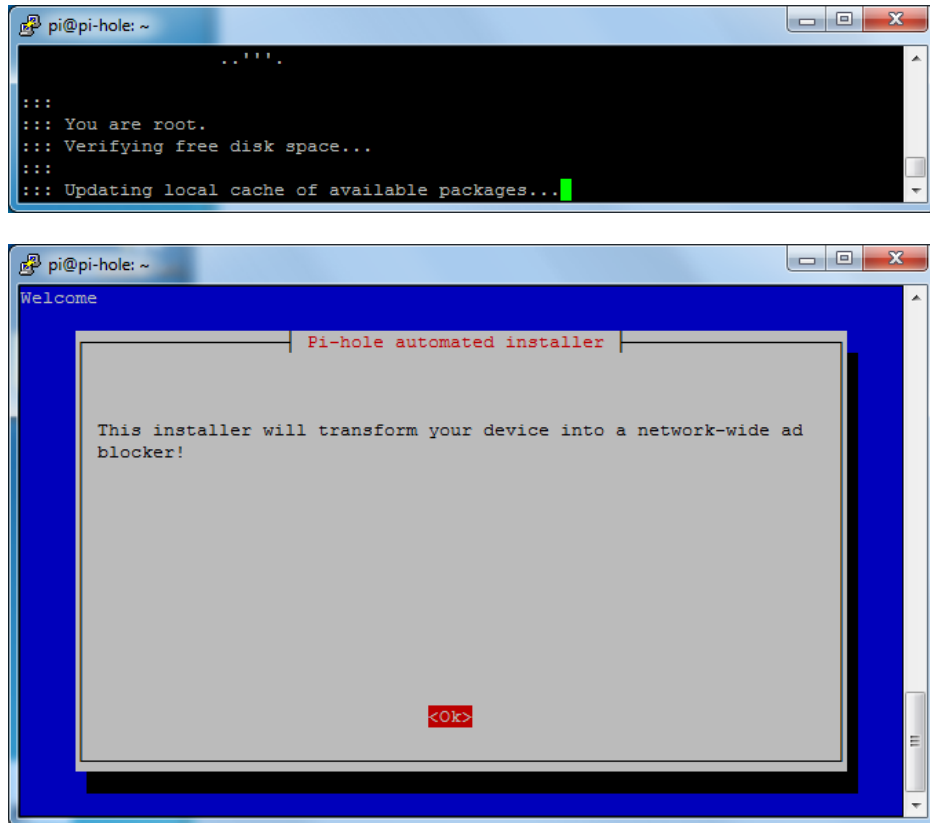 pi@pi-hole: ~
..'''.
:::
::: You are root.
::: Verifying free disk space...
:::
::: Updating local cache of available packages...
pi@pi-hole: ~
Welcome
Pi-hole automated installer
This installer will transform your device into a network-wide ad
blocker!
<Ok>